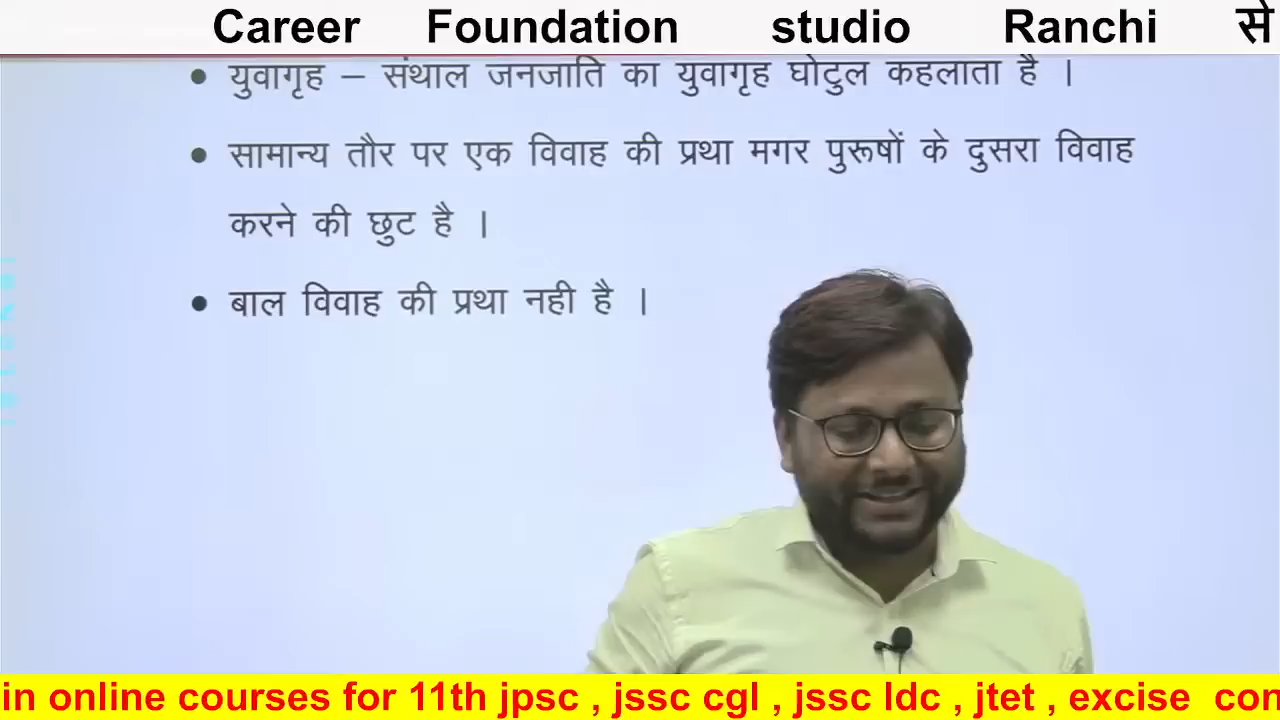 Career Foundation studio Ranchi से
• युवागृह – संथाल जनजाति का युवागृह घोटुल कहलाता है ।
• सामान्य तौर पर एक विवाह की प्रथा मगर पुरूषों के दुसरा विवाह
करने की छुट है ।
• बाल विवाह की प्रथा नही है ।
in online courses for 11th jpsc , jssc cgl , jssc ldc , jtet , excise con